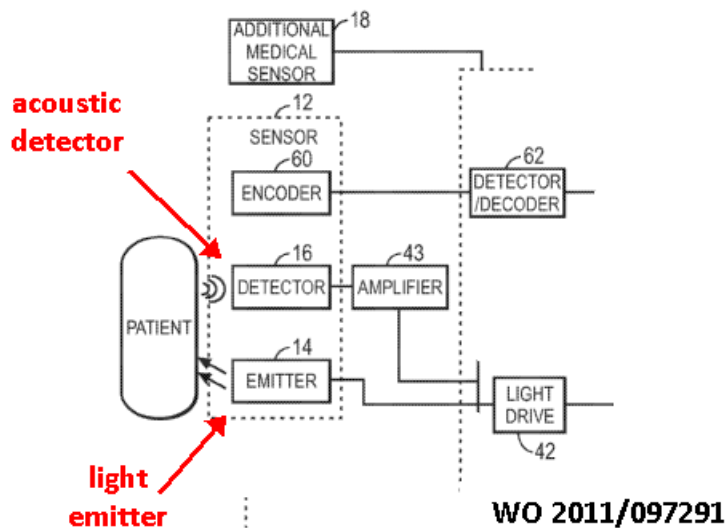 18
ADDITIONAL
MEDICAL
SENSOR
acoustic
detector
12
SENSOR
60
ENCODER
62
DETECTOR
/DECODER
16
DETECTOR
43
AMPLIFIER
PATIENT
14
EMITTER
LIGHT
DRIVE
42
light
emitter
WO 2011/097291